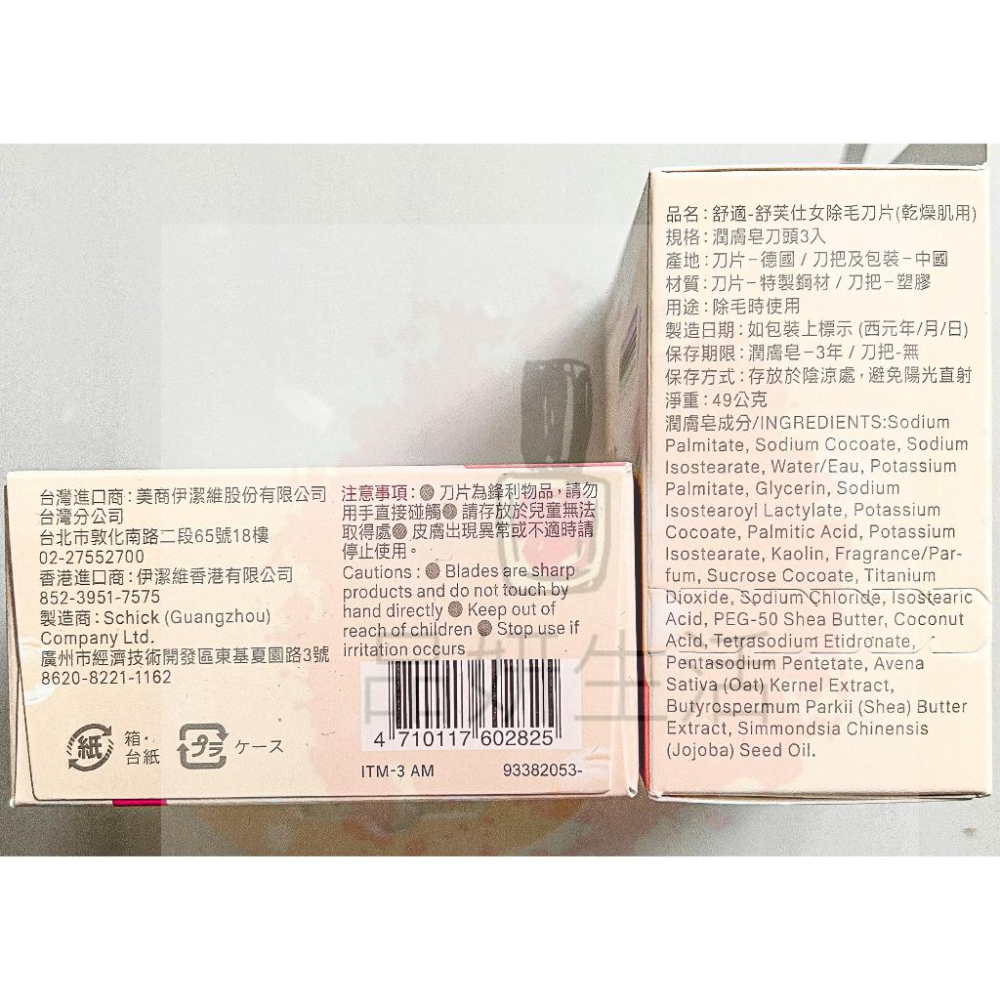 品名：舒適-舒芙仕女除毛刀片(乾燥肌用)
規格：潤膚皂刀頭3入
產地：刀片－德國 / 刀把及包裝－中國
材質：刀片－特製鋼材 / 刀把－塑膠
用途：除毛時使用
製造日期：如包裝上標示 (西元年/月/日)
保存期限：潤膚皂－3年 / 刀把-無
保存方式：存放於陰涼處，避免陽光直射
淨重：49公克
潤膚皂成分/INGREDIENTS:Sodium
Palmitate, Sodium Cocoate, Sodium
Isostearate, Water/Eau, Potassium
Palmitate, Glycerin, Sodium
Isostearoyl Lactylate, Potassium
Cocoate, Palmitic Acid, Potassium
Isostearate, Kaolin, Fragrance/Par-
fum, Sucrose Cocoate, Titanium
Dioxide, Sodium Chloride, Isostearic
Acid, PEG-50 Shea Butter, Coconut
Acid, Tetrasodium Etidronate,
Pentasodium Pentetate, Avena
Sativa (Oat) Kernel Extract,
Butyrospermum Parkii (Shea) Butter
Extract, Simmondsia Chinensis
(Jojoba) Seed Oil.
台灣進口商：美商伊潔維股份有限公司
台灣分公司
台北市敦化南路二段65號18樓
02-27552700
香港進口商：伊潔維香港有限公司
852-3951-7575
製造商：Schick (Guangzhou)
Company Ltd.
廣州市經濟技術開發區東基夏園路3號
8620-8221-1162
紙
箱・
台紙
プラ
ケース
注意事項：● 刀片為鋒利物品，請勿
用手直接碰觸● 請存放於兒童無法
取得處● 皮膚出現異常或不適時請
停止使用。
Cautions : ● Blades are sharp
products and do not touch by
hand directly ● Keep out of
reach of children ● Stop use if
irritation occurs
4 710117 602825
ITM-3 AM
93382053-
品妍生活